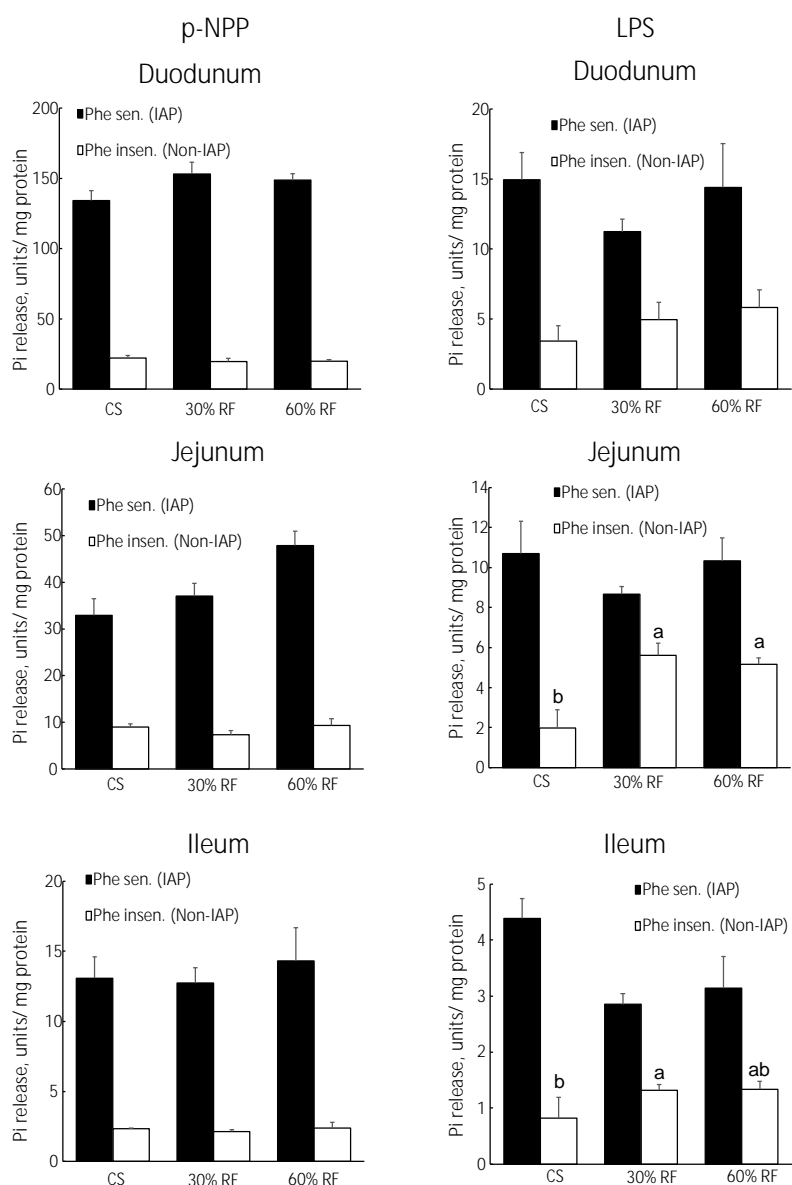 p-NPP
Duodunum
Phe sen. (IAP)
Phe insen. (Non-IAP)
Pi release, units/ mg protein
200
150
100
50
0
CS 30% RF 60% RF
LPS
Duodunum
Phe sen. (IAP)
Phe insen. (Non-IAP)
Pi release, units/ mg protein
20
15
10
5
0
CS 30% RF 60% RF
Jejunum
Phe sen. (IAP)
Phe insen. (Non-IAP)
Pi release, units/ mg protein
60
50
40
30
20
10
0
CS 30% RF 60% RF
Jejunum
Phe sen. (IAP)
Phe insen. (Non-IAP)
Pi release, units/ mg protein
14
12
10
8
6
4
2
0
b a a
CS 30% RF 60% RF
Ileum
Phe sen. (IAP)
Phe insen. (Non-IAP)
Pi release, units/ mg protein
20
15
10
5
0
CS 30% RF 60% RF
Ileum
Phe sen. (IAP)
Phe insen. (Non-IAP)
Pi release, units/ mg protein
5
4
3
2
1
0
b a ab
CS 30% RF 60% RF